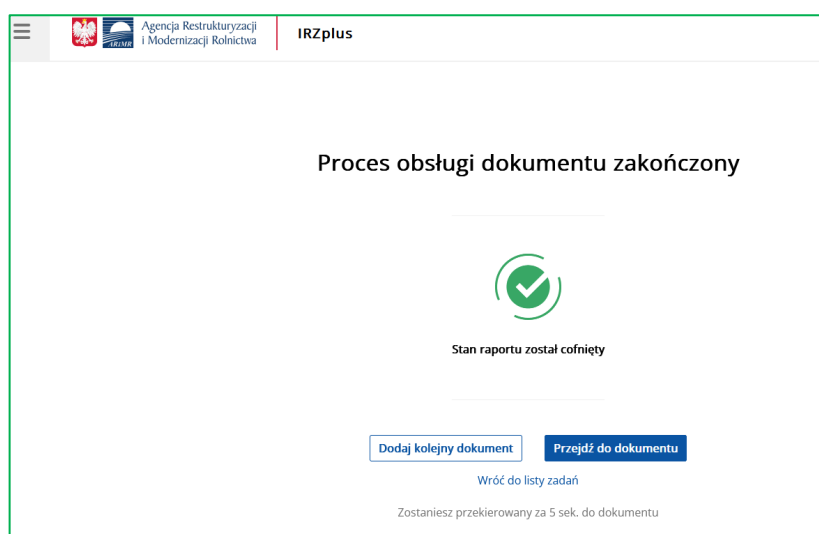 Agencja Restrukturyzacji
i Modernizacji Rolnictwa
ARiMR
IRZplus
Proces obsługi dokumentu zakończony
Stan raportu został cofnięty
Dodaj kolejny dokument
Przejdź do dokumentu
Wróć do listy zadań
Zostaniesz przekierowany za 5 sek. do dokumentu